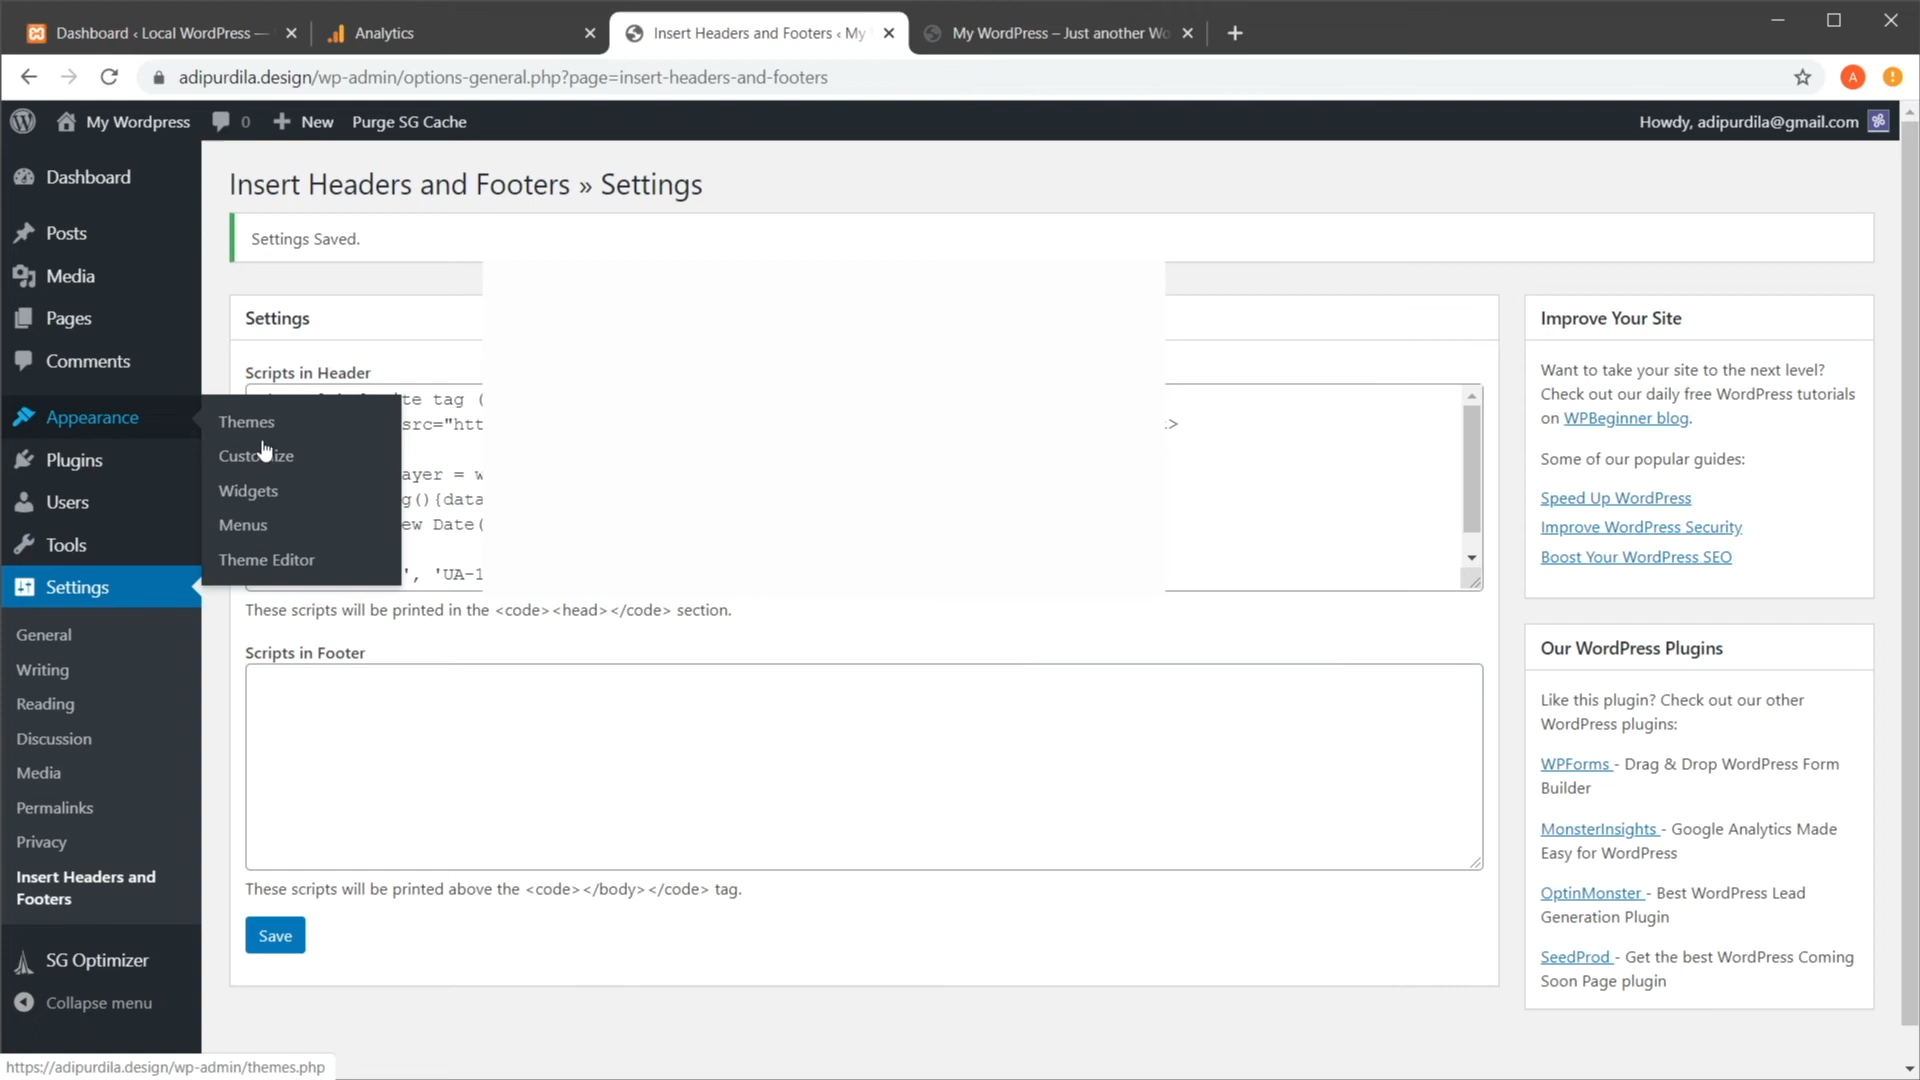 Dashboard ‹ Local WordPress —
Analytics
Insert Headers and Footers ‹ My
My WordPress – Just another Wo
adipurdila.design/wp-admin/options-general.php?page=insert-headers-and-footers
A
My Wordpress
0
New
Purge SG Cache
Howdy, adipurdila@gmail.com
Dashboard
Posts
Media
Pages
Comments
Appearance
Plugins
Users
Tools
Settings
General
Writing
Reading
Discussion
Media
Permalinks
Privacy
Insert Headers and
Footers
SG Optimizer
Collapse menu
Themes
Customize
Widgets
Menus
Theme Editor
Insert Headers and Footers » Settings
Settings Saved.
Settings
Scripts in Header
te tag (
src="htt
>
ayer = w
g(){data
ew Date(
', 'UA-1
These scripts will be printed in the <code><head></code> section.
Scripts in Footer
These scripts will be printed above the <code></body></code> tag.
Save
Improve Your Site
Want to take your site to the next level?
Check out our daily free WordPress tutorials
on WPBeginner blog.
Some of our popular guides:
Speed Up WordPress
Improve WordPress Security
Boost Your WordPress SEO
Our WordPress Plugins
Like this plugin? Check out our other
WordPress plugins:
WPForms - Drag & Drop WordPress Form
Builder
MonsterInsights - Google Analytics Made
Easy for WordPress
OptinMonster - Best WordPress Lead
Generation Plugin
SeedProd - Get the best WordPress Coming
Soon Page plugin
https://adipurdila.design/wp-admin/themes.php